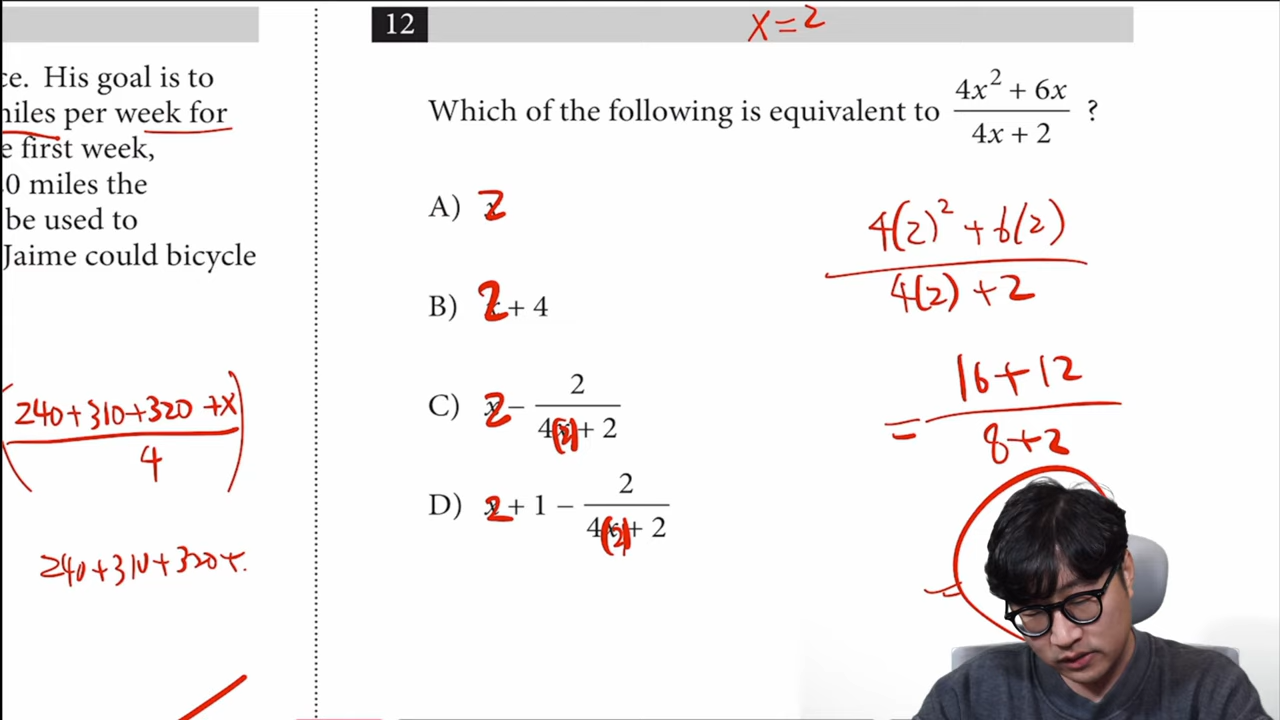 ce. His goal is to
miles per week for
e first week,
0 miles the
be used to
Jaime could bicycle
240+310+320 +x
4
240+310+320+
12
x=2
Which of the following is equivalent to (4x² + 6x)/(4x + 2) ?
A) 2
B) 2 + 4
C) 2 − 2/(4(2) + 2)
D) 2 + 1 − 2/(4(2) + 2)
4(2)² + 6(2)
4(2) + 2
= 16+12
8+2
=